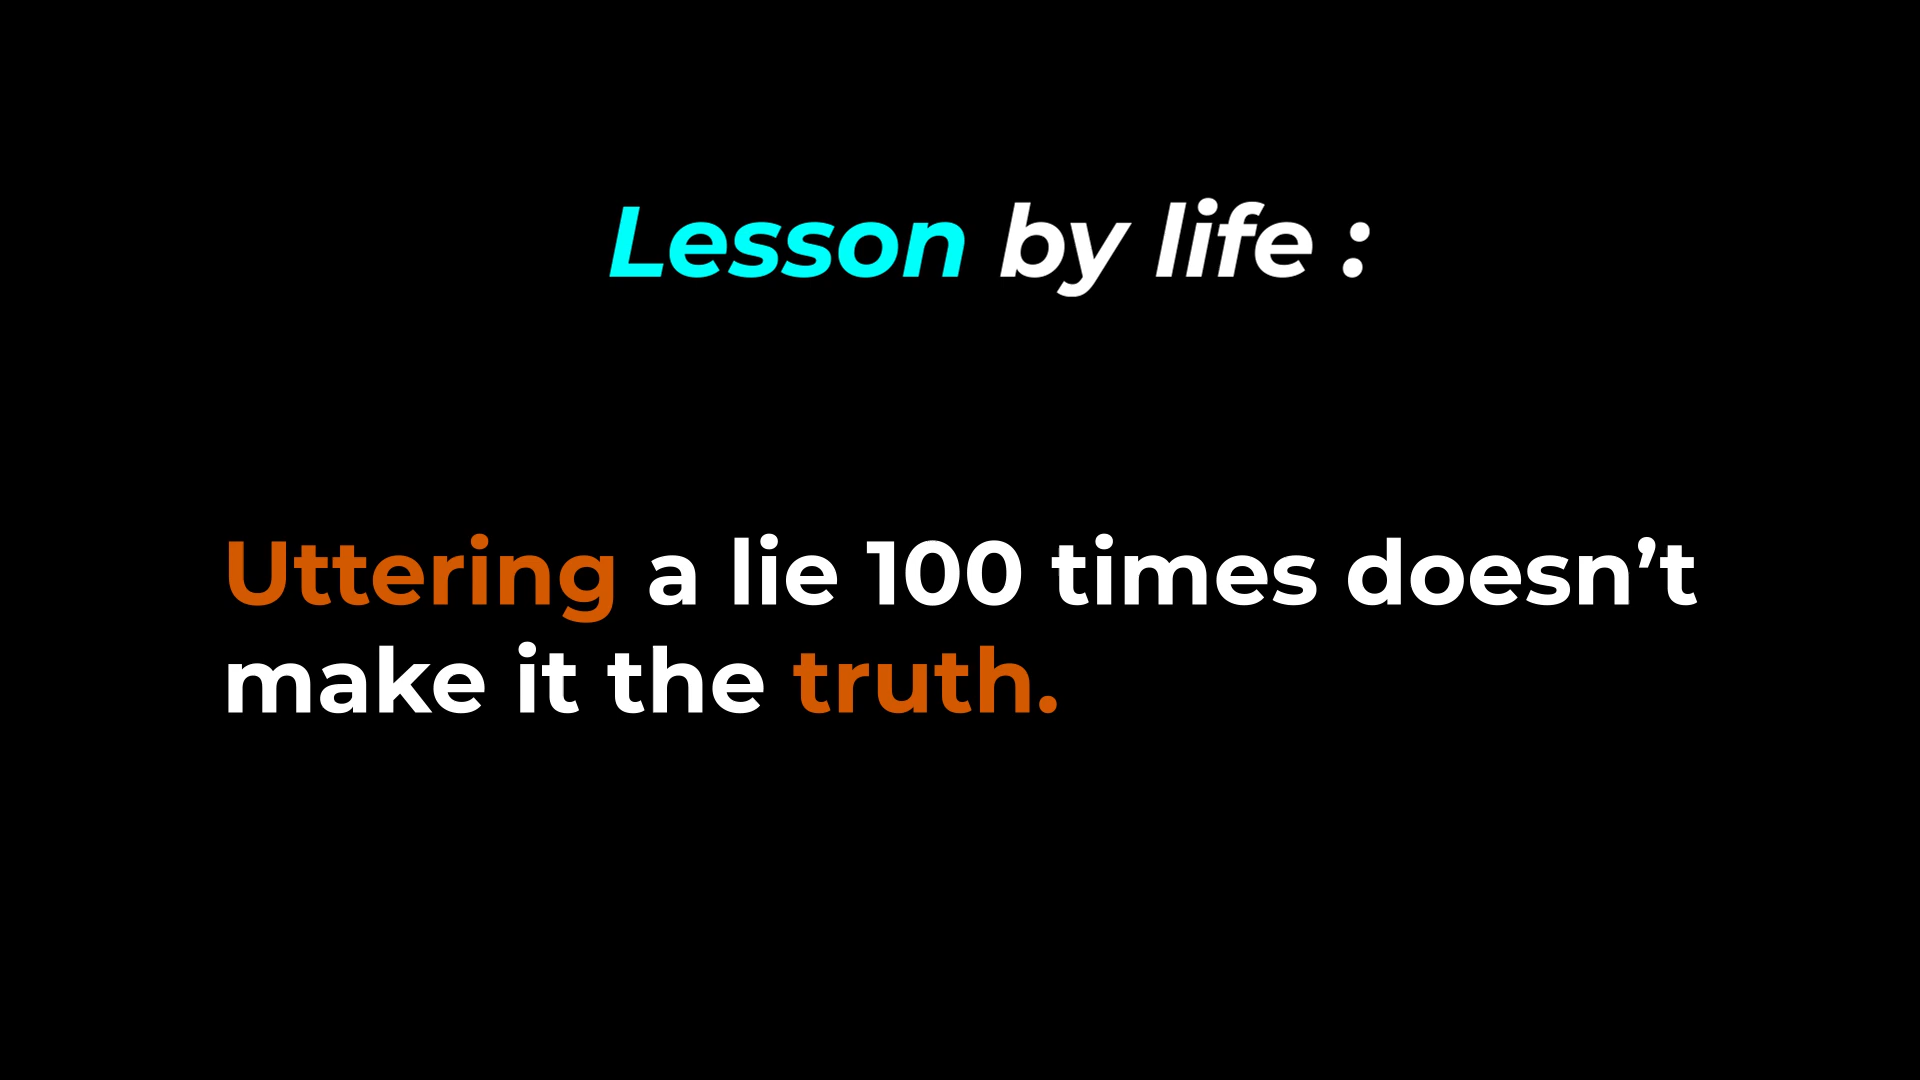 Lesson by life :
Uttering a lie 100 times doesn’t
make it the truth.